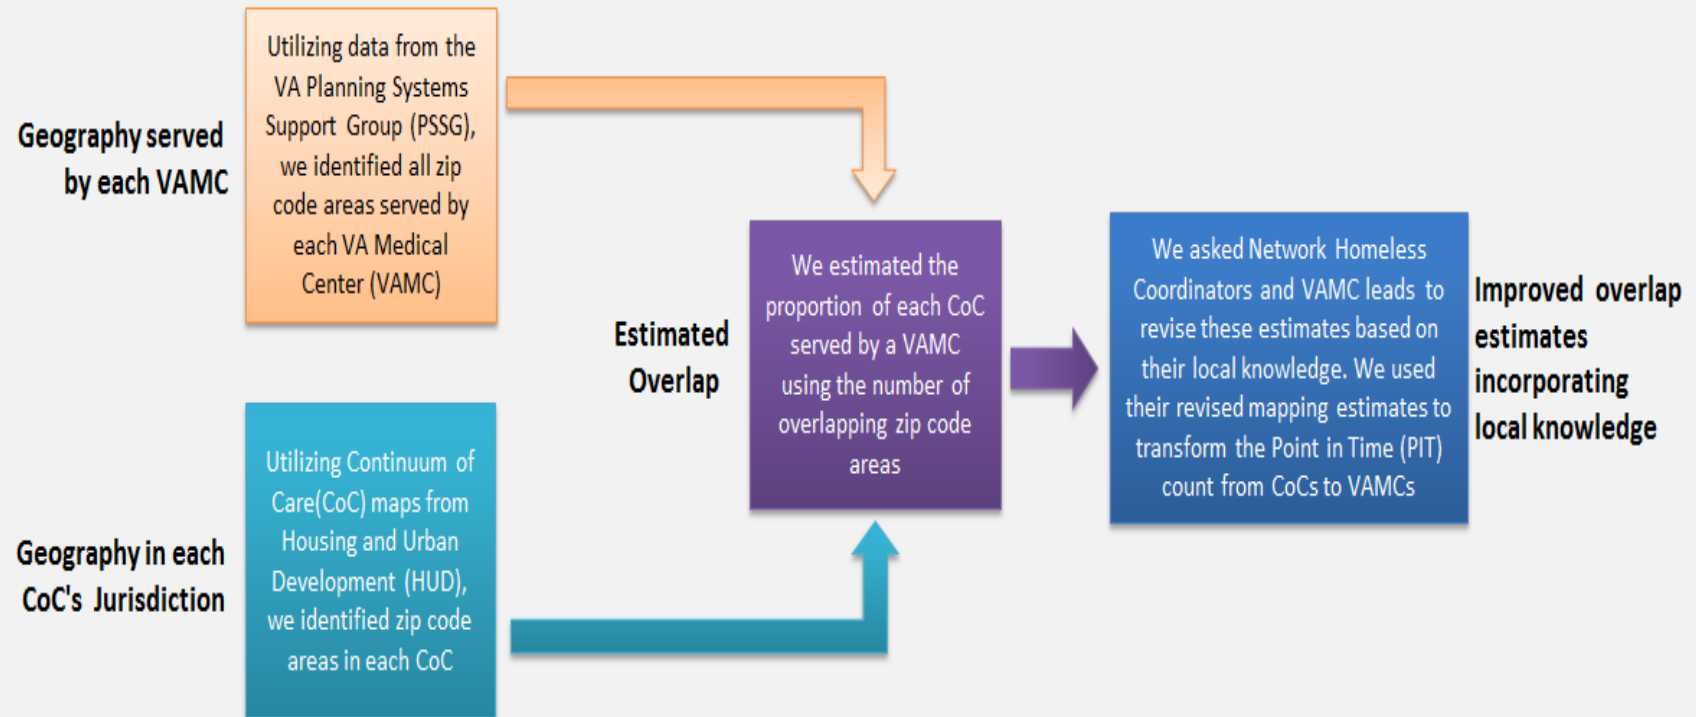 Geography served
by each VAMC
Utilizing data from the
VA Planning Systems
Support Group (PSSG),
we identified all zip
code areas served by
each VA Medical
Center (VAMC)
Geography in each
CoC's Jurisdiction
Utilizing Continuum of
Care(CoC) maps from
Housing and Urban
Development (HUD),
we identified zip code
areas in each CoC
Estimated
Overlap
We estimated the
proportion of each CoC
served by a VAMC
using the number of
overlapping zip code
areas
We asked Network Homeless
Coordinators and VAMC leads to
revise these estimates based on
their local knowledge. We used
their revised mapping estimates to
transform the Point in Time (PIT)
count from CoCs to VAMCs
Improved overlap
estimates
incorporating
local knowledge